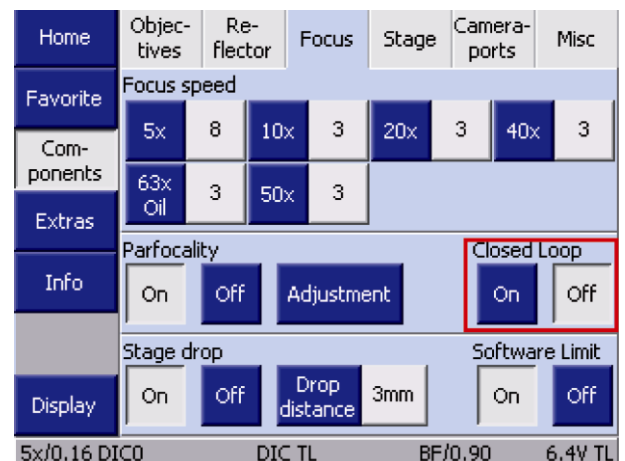 Home
Favorite
Com-
ponents
Extras
Info
Display
Objec-
tives
Re-
flector
Focus
Stage
Camera-
ports
Misc
Focus speed
5x 8 10x 3 20x 3 40x 3
63x
Oil 3 50x 3
Parfocality
On Off Adjustment
Closed Loop
On Off
Stage drop
On Off Drop
distance 3mm
Software Limit
On Off
5x/0.16 DIC0 DIC TL BF/0.90 6.4V TL